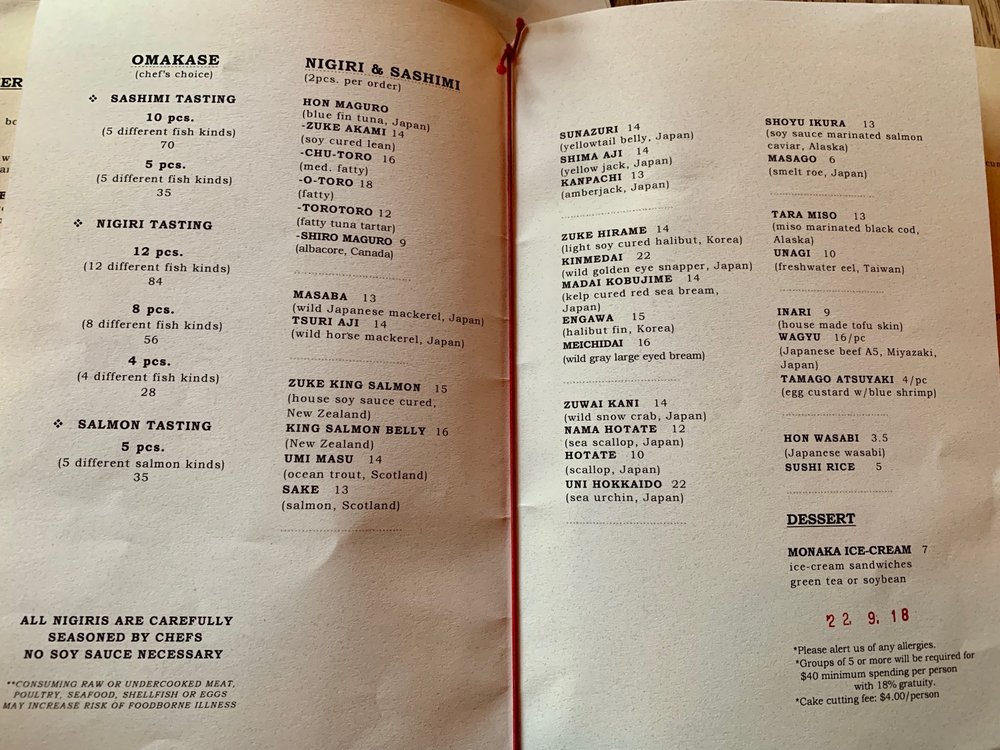 ER
OMAKASE
(chef's choice)
❖ SASHIMI TASTING
10 pcs.
(5 different fish kinds)
70
5 pcs.
(5 different fish kinds)
35
❖ NIGIRI TASTING
12 pcs.
(12 different fish kinds)
84
8 pcs.
(8 different fish kinds)
56
4 pcs.
(4 different fish kinds)
28
❖ SALMON TASTING
5 pcs.
(5 different salmon kinds)
35
ALL NIGIRIS ARE CAREFULLY
SEASONED BY CHEFS
NO SOY SAUCE NECESSARY
**CONSUMING RAW OR UNDERCOOKED MEAT,
POULTRY, SEAFOOD, SHELLFISH OR EGGS
MAY INCREASE RISK OF FOODBORNE ILLNESS
NIGIRI & SASHIMI
(2pcs. per order)
HON MAGURO
(blue fin tuna, Japan)
-ZUKE AKAMI 14
(soy cured lean)
-CHU-TORO 16
(med. fatty)
-O-TORO 18
(fatty)
-TOROTORO 12
(fatty tuna tartar)
-SHIRO MAGURO 9
(albacore, Canada)
MASABA 13
(wild Japanese mackerel, Japan)
TSURI AJI 14
(wild horse mackerel, Japan)
ZUKE KING SALMON 15
(house soy sauce cured,
New Zealand)
KING SALMON BELLY 16
(New Zealand)
UMI MASU 14
(ocean trout, Scotland)
SAKE 13
(salmon, Scotland)
SUNAZURI 14
(yellowtail belly, Japan)
SHIMA AJI 14
(yellow jack, Japan)
KANPACHI 13
(amberjack, Japan)
ZUKE HIRAME 14
(light soy cured halibut, Korea)
KINMEDAI 22
(wild golden eye snapper, Japan)
MADAI KOBUJIME 14
(kelp cured red sea bream,
Japan)
ENGAWA 15
(halibut fin, Korea)
MEICHIDAI 16
(wild gray large eyed bream)
ZUWAI KANI 14
(wild snow crab, Japan)
NAMA HOTATE 12
(sea scallop, Japan)
HOTATE 10
(scallop, Japan)
UNI HOKKAIDO 22
(sea urchin, Japan)
SHOYU IKURA 13
(soy sauce marinated salmon
caviar, Alaska)
MASAGO 6
(smelt roe, Japan)
TARA MISO 13
(miso marinated black cod,
Alaska)
UNAGI 10
(freshwater eel, Taiwan)
INARI 9
(house made tofu skin)
WAGYU 16/pc
(Japanese beef A5, Miyazaki,
Japan)
TAMAGO ATSUYAKI 4/pc
(egg custard w/blue shrimp)
HON WASABI 3.5
(Japanese wasabi)
SUSHI RICE 5
DESSERT
MONAKA ICE-CREAM 7
ice-cream sandwiches
green tea or soybean
22. 9. 18
*Please alert us of any allergies.
*Groups of 5 or more will be required for
$40 minimum spending per person
with 18% gratuity.
*Cake cutting fee: $4.00/person